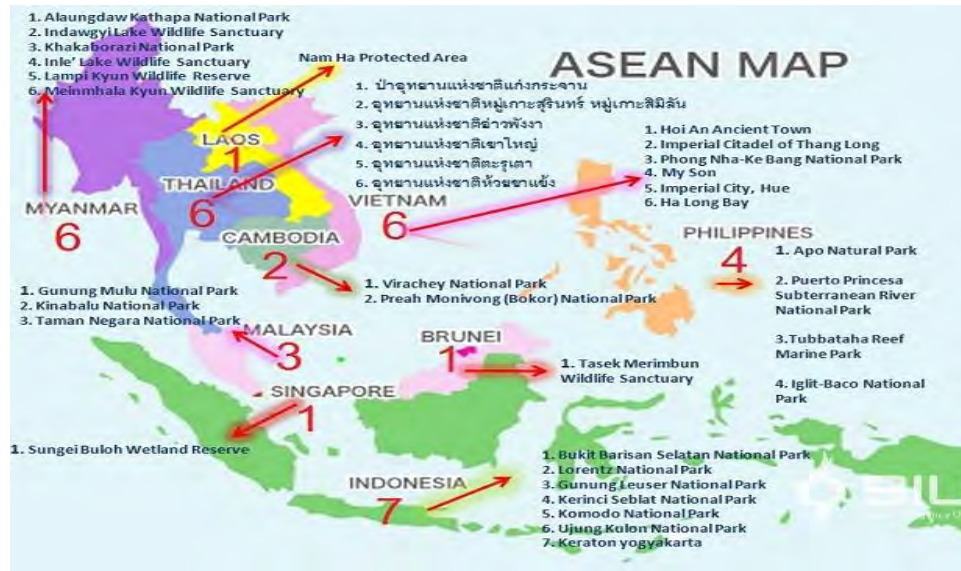 1. Alaungdaw Kathapa National Park
2. Indawgyi Lake Wildlife Sanctuary
3. Khakaborazi National Park
4. Inle' Lake Wildlife Sanctuary
5. Lampi Kyun Wildlife Reserve
6. Meinmhala Kyun Wildlife Sanctuary
Nam Ha Protected Area
ASEAN MAP
1. ป่าอุทยานแห่งชาติแก่งกระจาน
2. อุทยานแห่งชาติหมู่เกาะสุรินทร์ หมู่เกาะสิมิลัน
3. อุทยานแห่งชาติอ่าวพังงา
4. อุทยานแห่งชาติเขาใหญ่
5. อุทยานแห่งชาติตะรุเตา
6. อุทยานแห่งชาติห้วยขาแข้ง
1. Hoi An Ancient Town
2. Imperial Citadel of Thang Long
3. Phong Nha-Ke Bang National Park
4. My Son
5. Imperial City, Hue
6. Ha Long Bay
LAOS
1
THAILAND
6
VIETNAM
6
MYANMAR
6
CAMBODIA
2
1. Virachey National Park
2. Preah Monivong (Bokor) National Park
PHILIPPINES
4
1. Apo Natural Park
2. Puerto Princesa
Subterranean River
National Park
3.Tubbataha Reef
Marine Park
4. Iglit-Baco National
Park
1. Gunung Mulu National Park
2. Kinabalu National Park
3. Taman Negara National Park
MALAYSIA
3
BRUNEI
1
1. Tasek Merimbun
Wildlife Sanctuary
SINGAPORE
1
1. Sungei Buloh Wetland Reserve
INDONESIA
7
1. Bukit Barisan Selatan National Park
2. Lorentz National Park
3. Gunung Leuser National Park
4. Kerinci Seblat National Park
5. Komodo National Park
6. Ujung Kulon National Park
7. Keraton yogyakarta